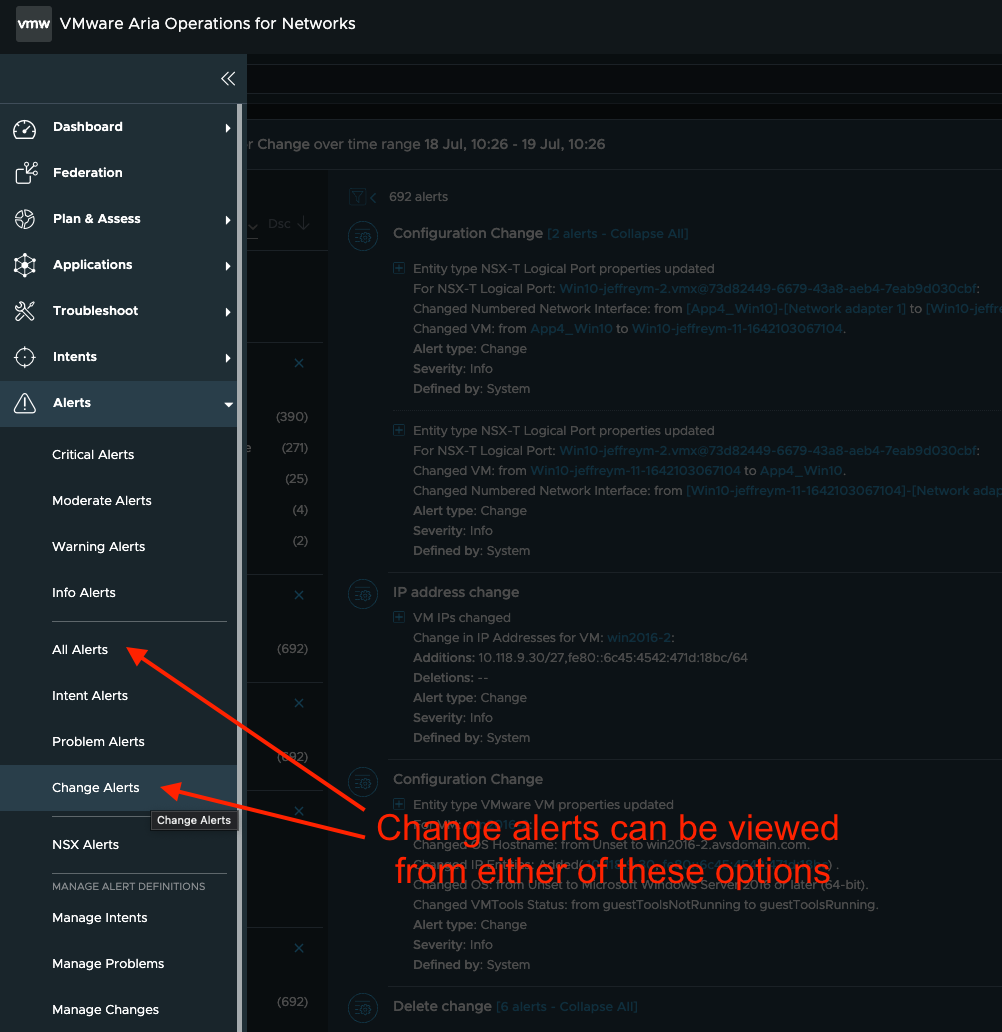 vmw VMware Aria Operations for Networks
Dashboard
Federation
Plan & Assess
Applications
Troubleshoot
Intents
Alerts
Critical Alerts
Moderate Alerts
Warning Alerts
Info Alerts
All Alerts
Intent Alerts
Problem Alerts
Change Alerts
Change Alerts
NSX Alerts
MANAGE ALERT DEFINITIONS
Manage Intents
Manage Problems
Manage Changes
r Change over time range 18 Jul, 10:26 - 19 Jul, 10:26
Dsc
(390)
e (271)
(25)
(4)
(2)
(692)
(692)
(692)
692 alerts
Configuration Change [2 alerts - Collapse All]
Entity type NSX-T Logical Port properties updated
For NSX-T Logical Port: Win10-jeffreym-2.vmx@73d82449-6679-43a8-aeb4-7eab9d030cbf:
Changed Numbered Network Interface: from [App4_Win10]-[Network adapter 1] to [Win10-jeffre
Changed VM: from App4_Win10 to Win10-jeffreym-11-1642103067104.
Alert type: Change
Severity: Info
Defined by: System
Entity type NSX-T Logical Port properties updated
For NSX-T Logical Port: Win10-jeffreym-2.vmx@73d82449-6679-43a8-aeb4-7eab9d030cbf:
Changed VM: from Win10-jeffreym-11-1642103067104 to App4_Win10.
Changed Numbered Network Interface: from [Win10-jeffreym-11-1642103067104]-[Network adap
Alert type: Change
Severity: Info
Defined by: System
IP address change
VM IPs changed
Change in IP Addresses for VM: win2016-2:
Additions: 10.118.9.30/27,fe80::6c45:4542:471d:18bc/64
Deletions: --
Alert type: Change
Severity: Info
Defined by: System
Configuration Change
Entity type VMware VM properties updated
For VM:
Changed OS Hostname: from Unset to win2016-2.avsdomain.com.
Changed IP Entries: Added(
Changed OS: from Unset to Microsoft Windows Server 2016 or later (64-bit).
Changed VMTools Status: from guestToolsNotRunning to guestToolsRunning.
Alert type: Change
Severity: Info
Defined by: System
Delete change [6 alerts - Collapse All]
Change alerts can be viewed
from either of these options